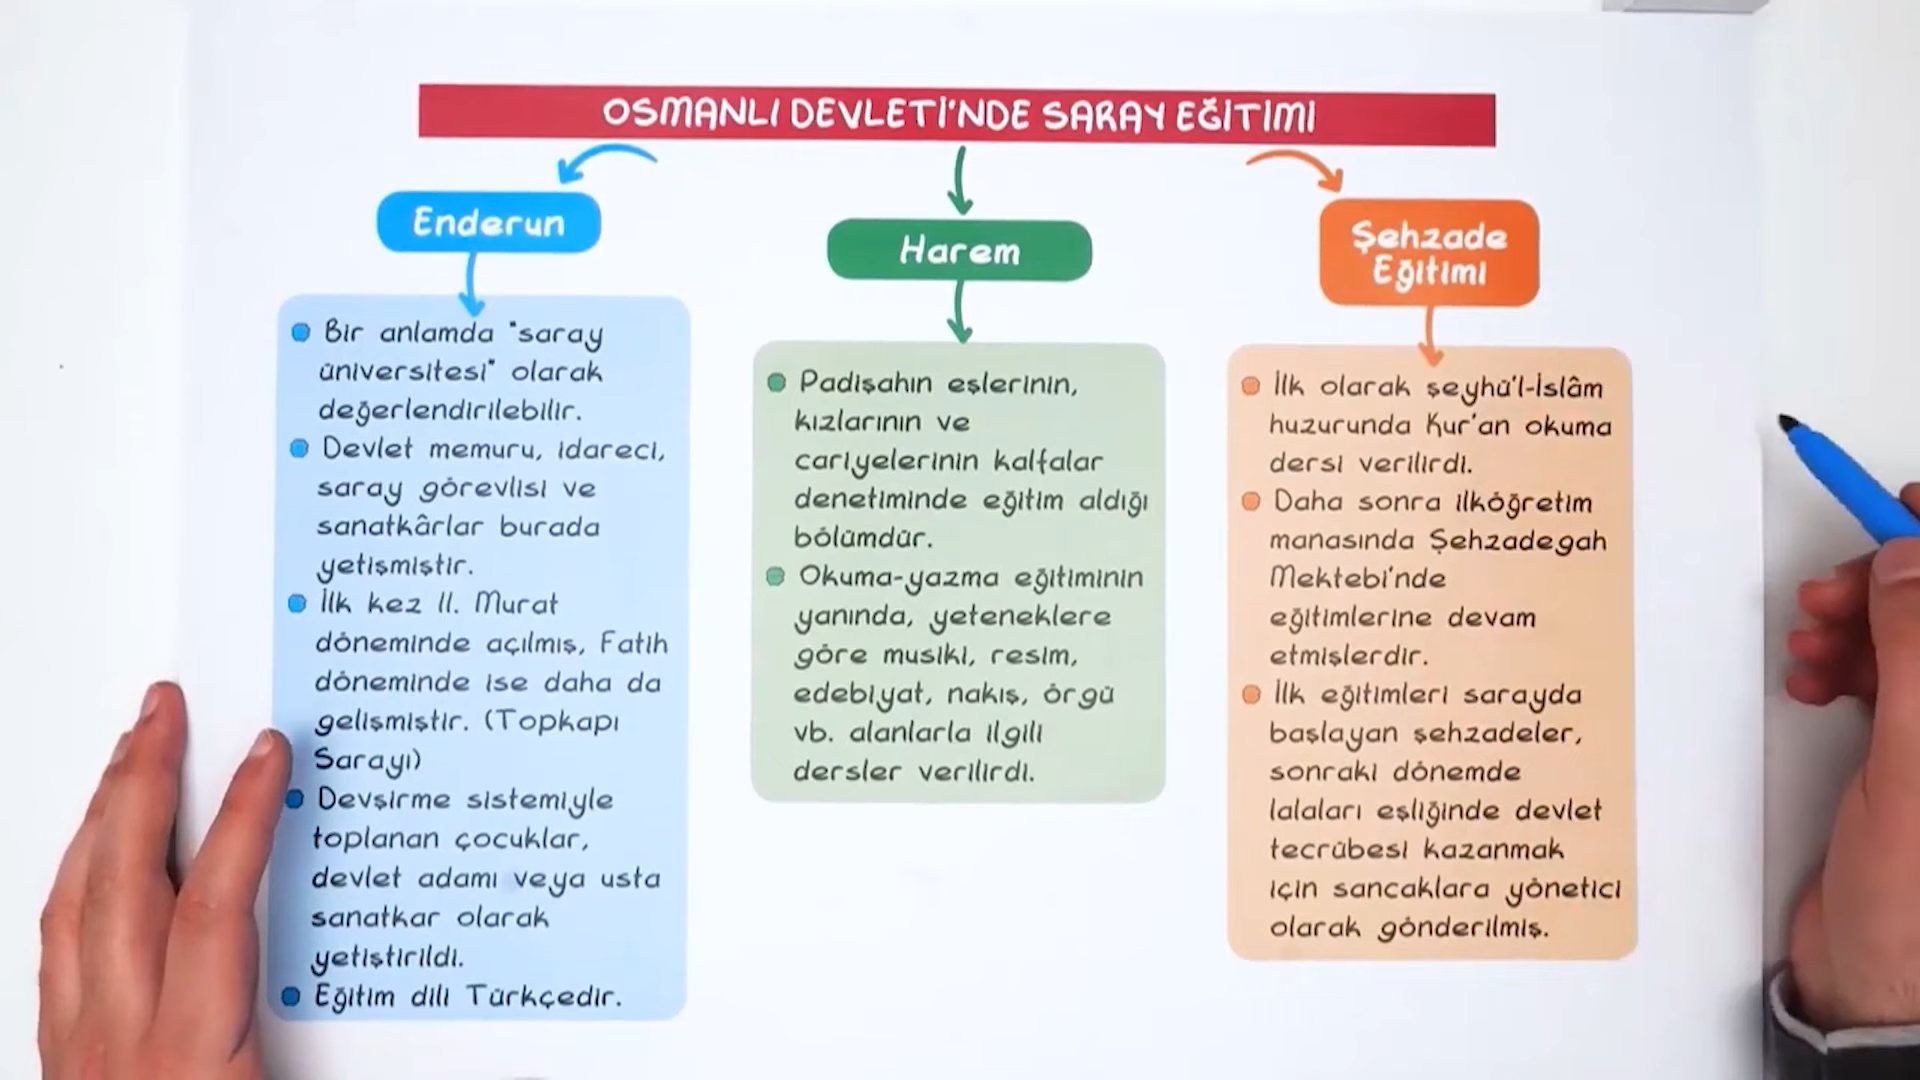 OSMANLI DEVLETİ'NDE SARAY EĞİTİMİ
Enderun
Bir anlamda "saray
üniversitesi" olarak
değerlendirilebilir.
Devlet memuru, idareci,
saray görevlisi ve
sanatkârlar burada
yetişmiştir.
İlk kez II. Murat
döneminde açılmış, Fatih
döneminde ise daha da
gelişmiştir. (Topkapı
Sarayı)
Devşirme sistemiyle
toplanan çocuklar,
devlet adamı veya usta
sanatkar olarak
yetiştirildi.
Eğitim dili Türkçedir.
Harem
Padişahın eşlerinin,
kızlarının ve
cariyelerinin kalfalar
denetiminde eğitim aldığı
bölümdür.
Okuma-yazma eğitiminin
yanında, yeteneklere
göre musiki, resim,
edebiyat, nakış, örgü
vb. alanlarla ilgili
dersler verilirdi.
Şehzade
Eğitimi
İlk olarak şeyhü'l-İslâm
huzurunda Kur'an okuma
dersi verilirdi.
Daha sonra ilköğretim
manasında Şehzadegah
Mektebi'nde
eğitimlerine devam
etmişlerdir.
İlk eğitimleri sarayda
başlayan şehzadeler,
sonraki dönemde
lalaları eşliğinde devlet
tecrübesi kazanmak
için sancaklara yönetici
olarak gönderilmiş.